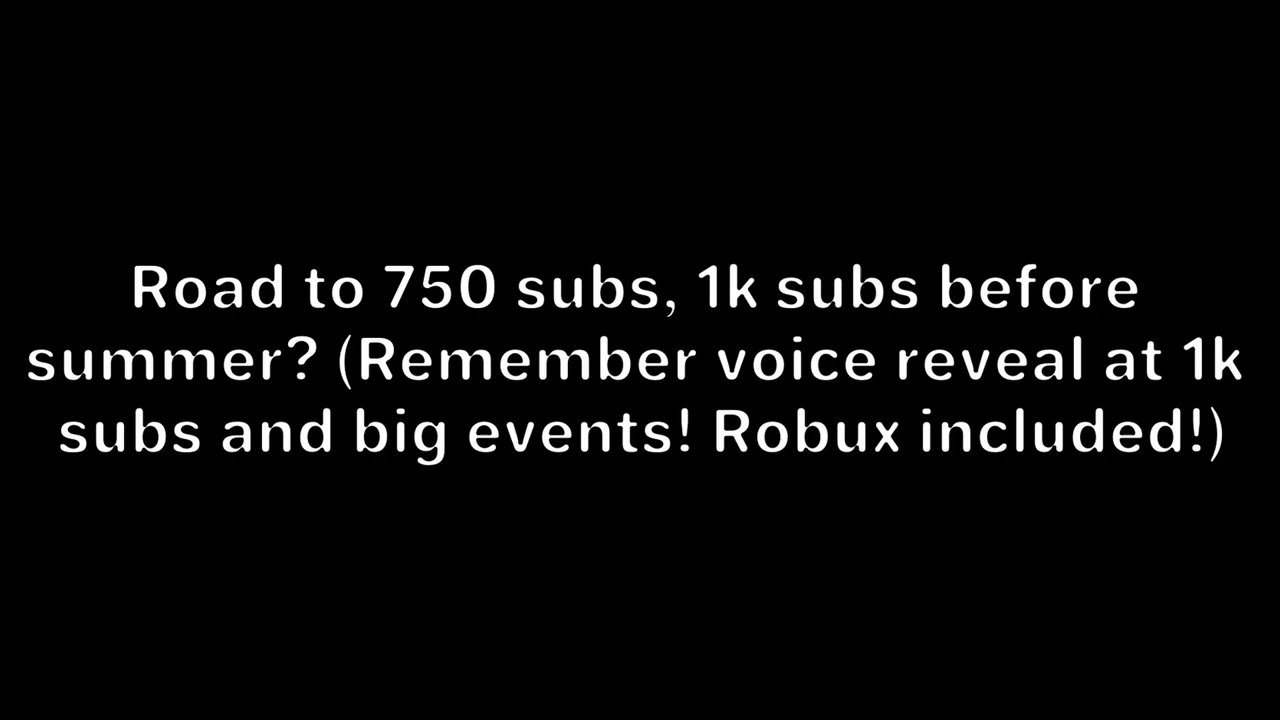 Road to 750 subs, 1k subs before
summer? (Remember voice reveal at 1k
subs and big events! Robux included!)